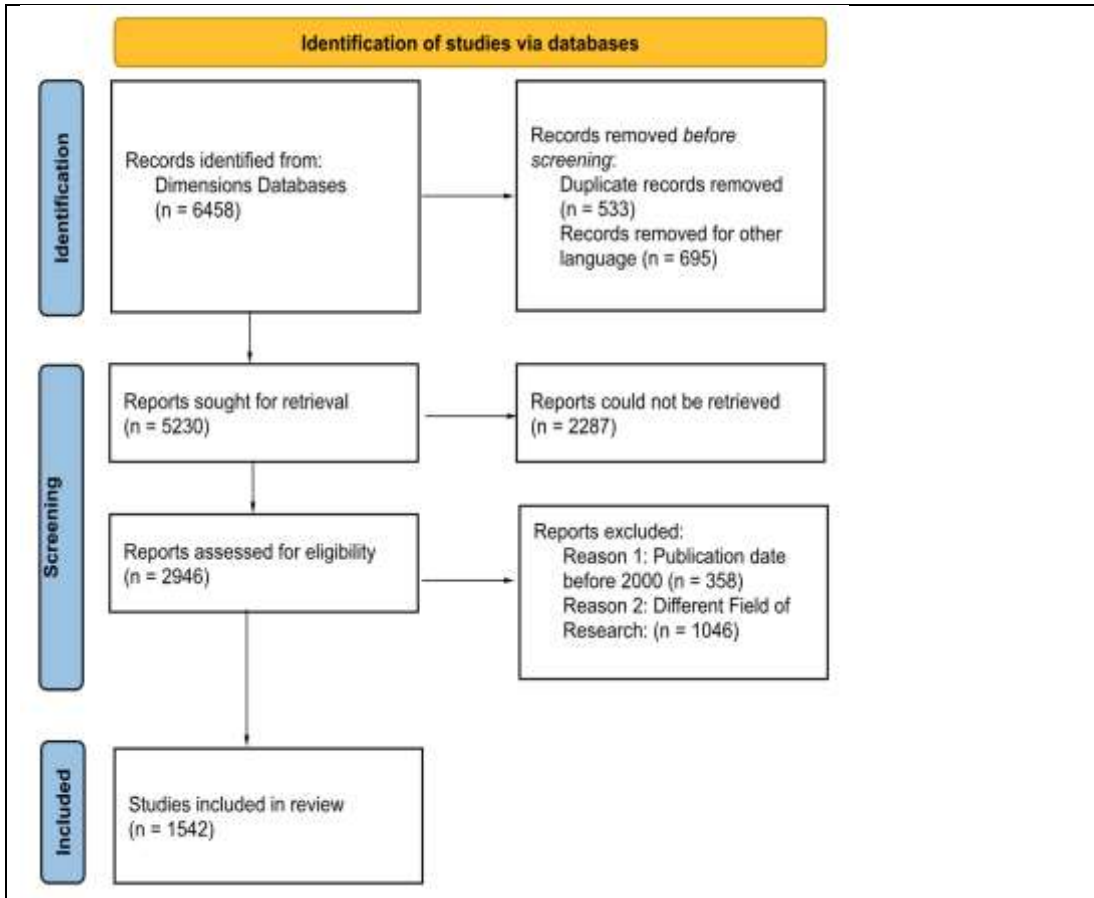 Identification of studies via databases
Identification
Records identified from:
Dimensions Databases
(n = 6458)
Records removed before
screening:
Duplicate records removed
(n = 533)
Records removed for other
language (n = 695)
Screening
Reports sought for retrieval
(n = 5230)
Reports could not be retrieved
(n = 2287)
Reports assessed for eligibility
(n = 2946)
Reports excluded:
Reason 1: Publication date
before 2000 (n = 358)
Reason 2: Different Field of
Research: (n = 1046)
Included
Studies included in review
(n = 1542)